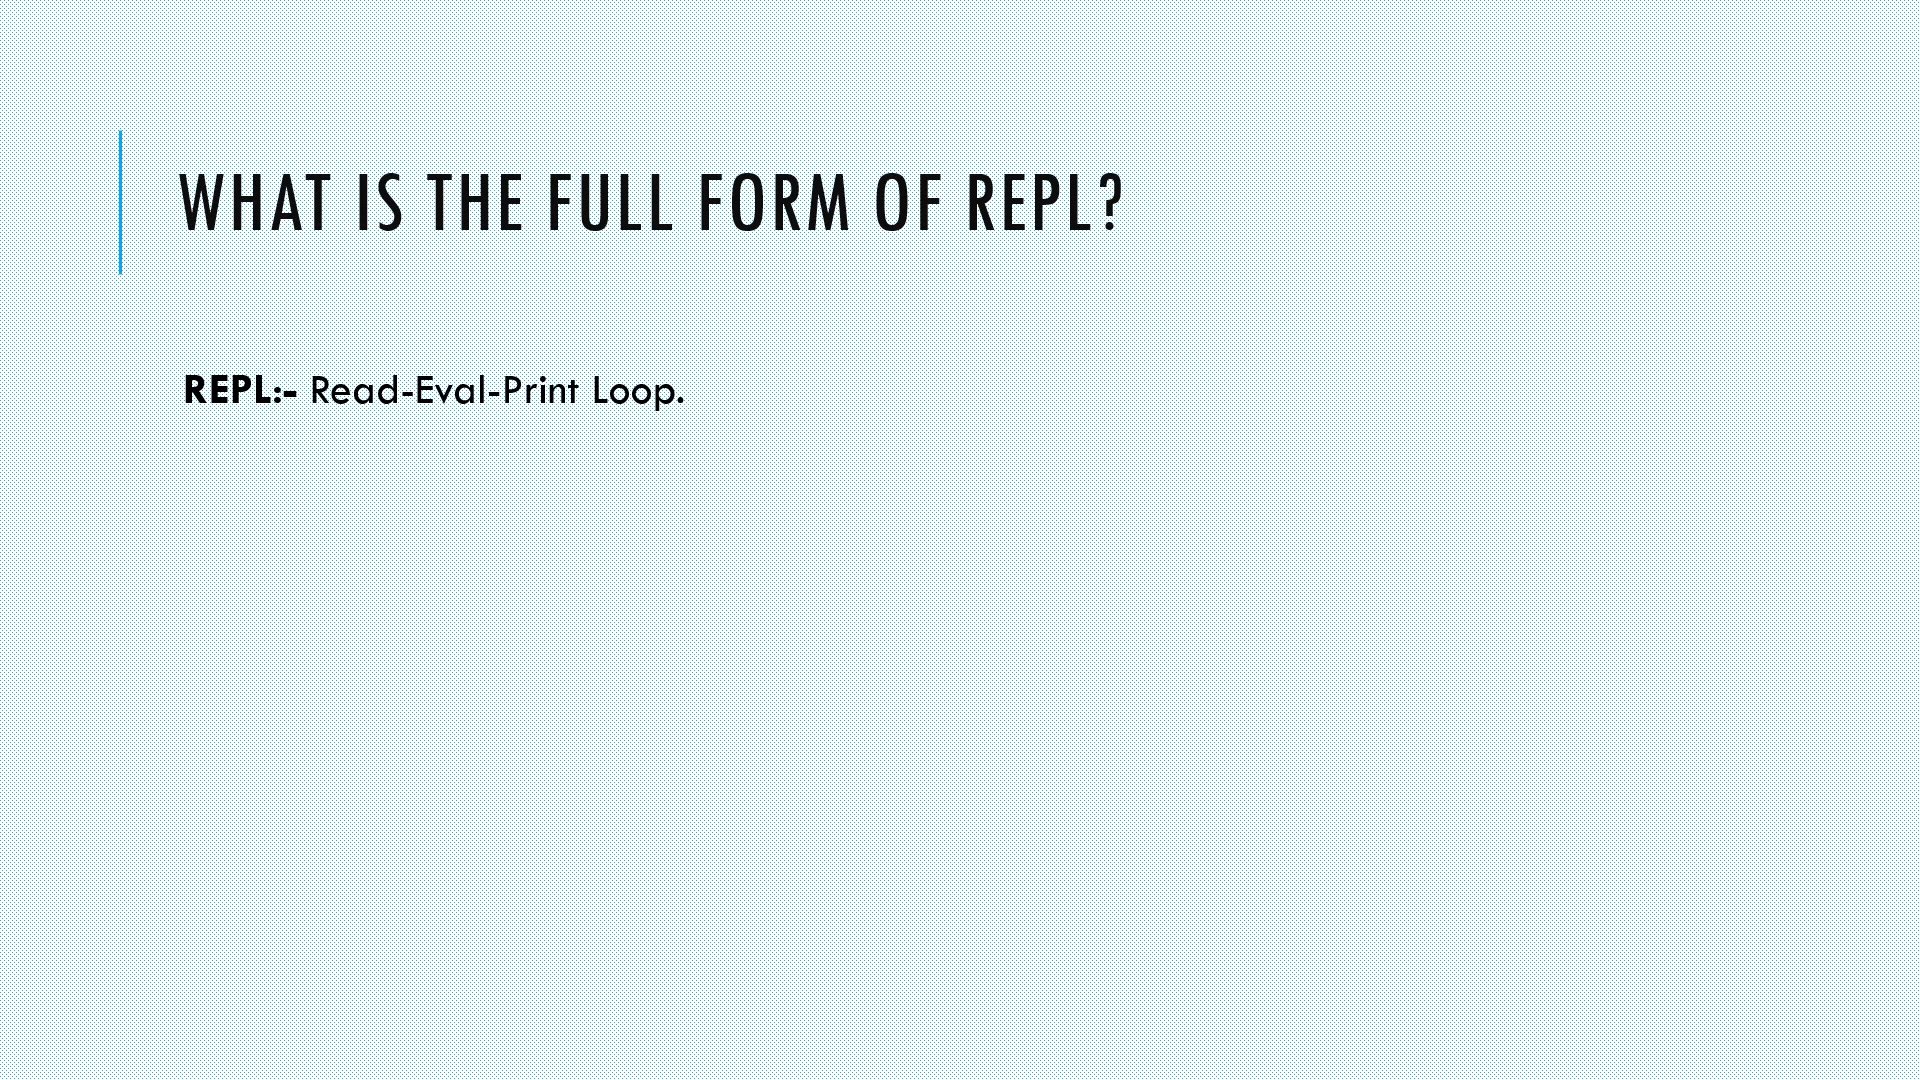 WHAT IS THE FULL FORM OF REPL?
REPL:- Read-Eval-Print Loop.